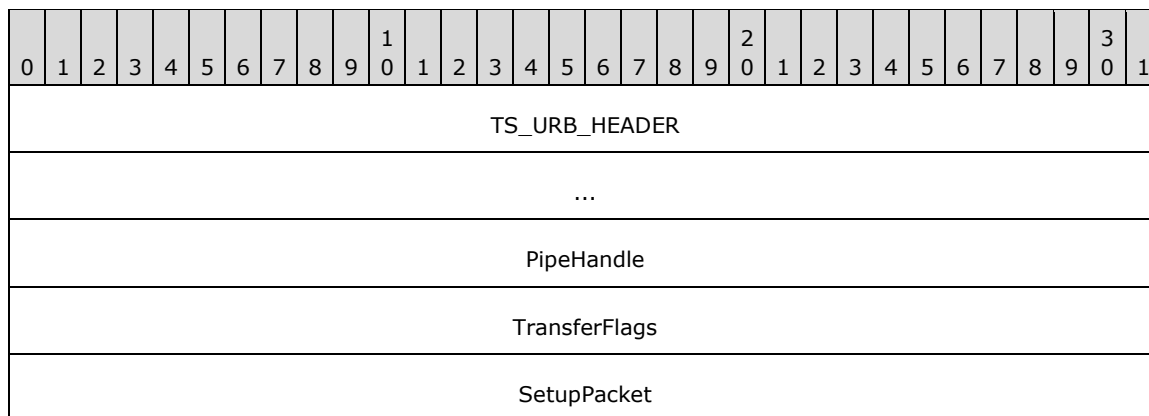 1 2 3
0 1 2 3 4 5 6 7 8 9 0 1 2 3 4 5 6 7 8 9 0 1 2 3 4 5 6 7 8 9 0 1
TS_URB_HEADER
...
PipeHandle
TransferFlags
SetupPacket